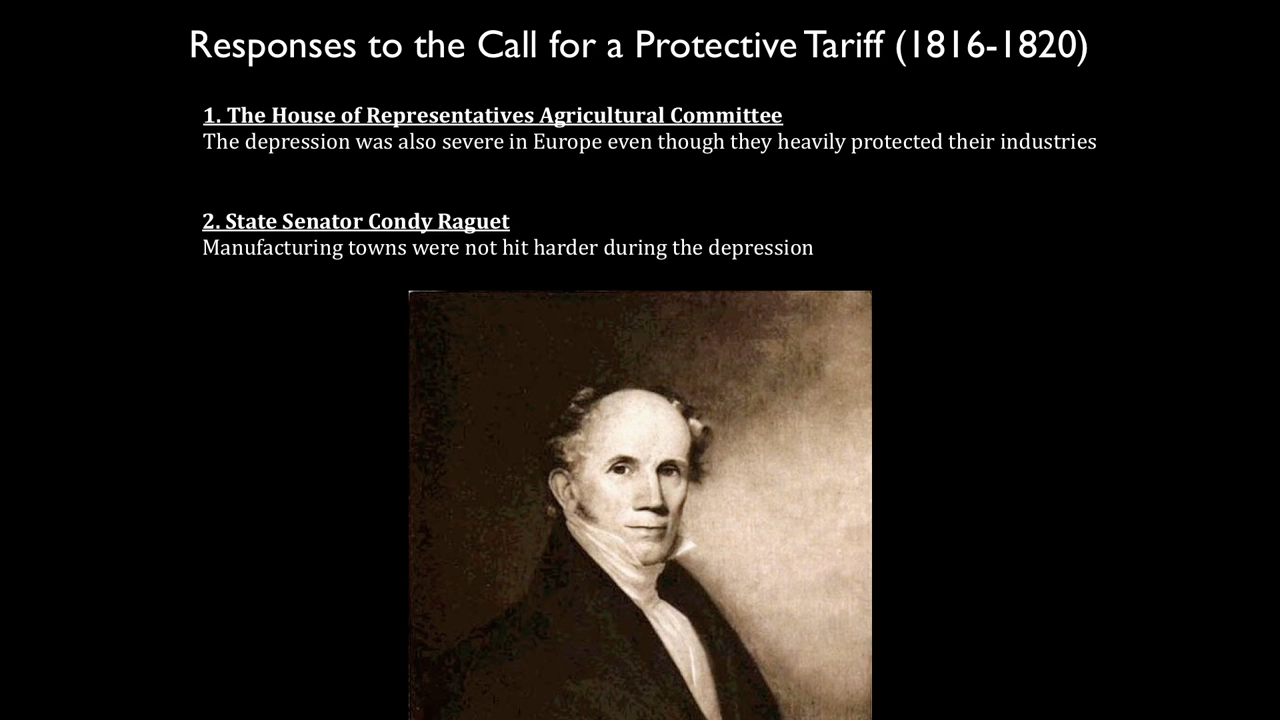 Responses to the Call for a Protective Tariff (1816-1820)
1. The House of Representatives Agricultural Committee
The depression was also severe in Europe even though they heavily protected their industries
2. State Senator Condy Raguet
Manufacturing towns were not hit harder during the depression